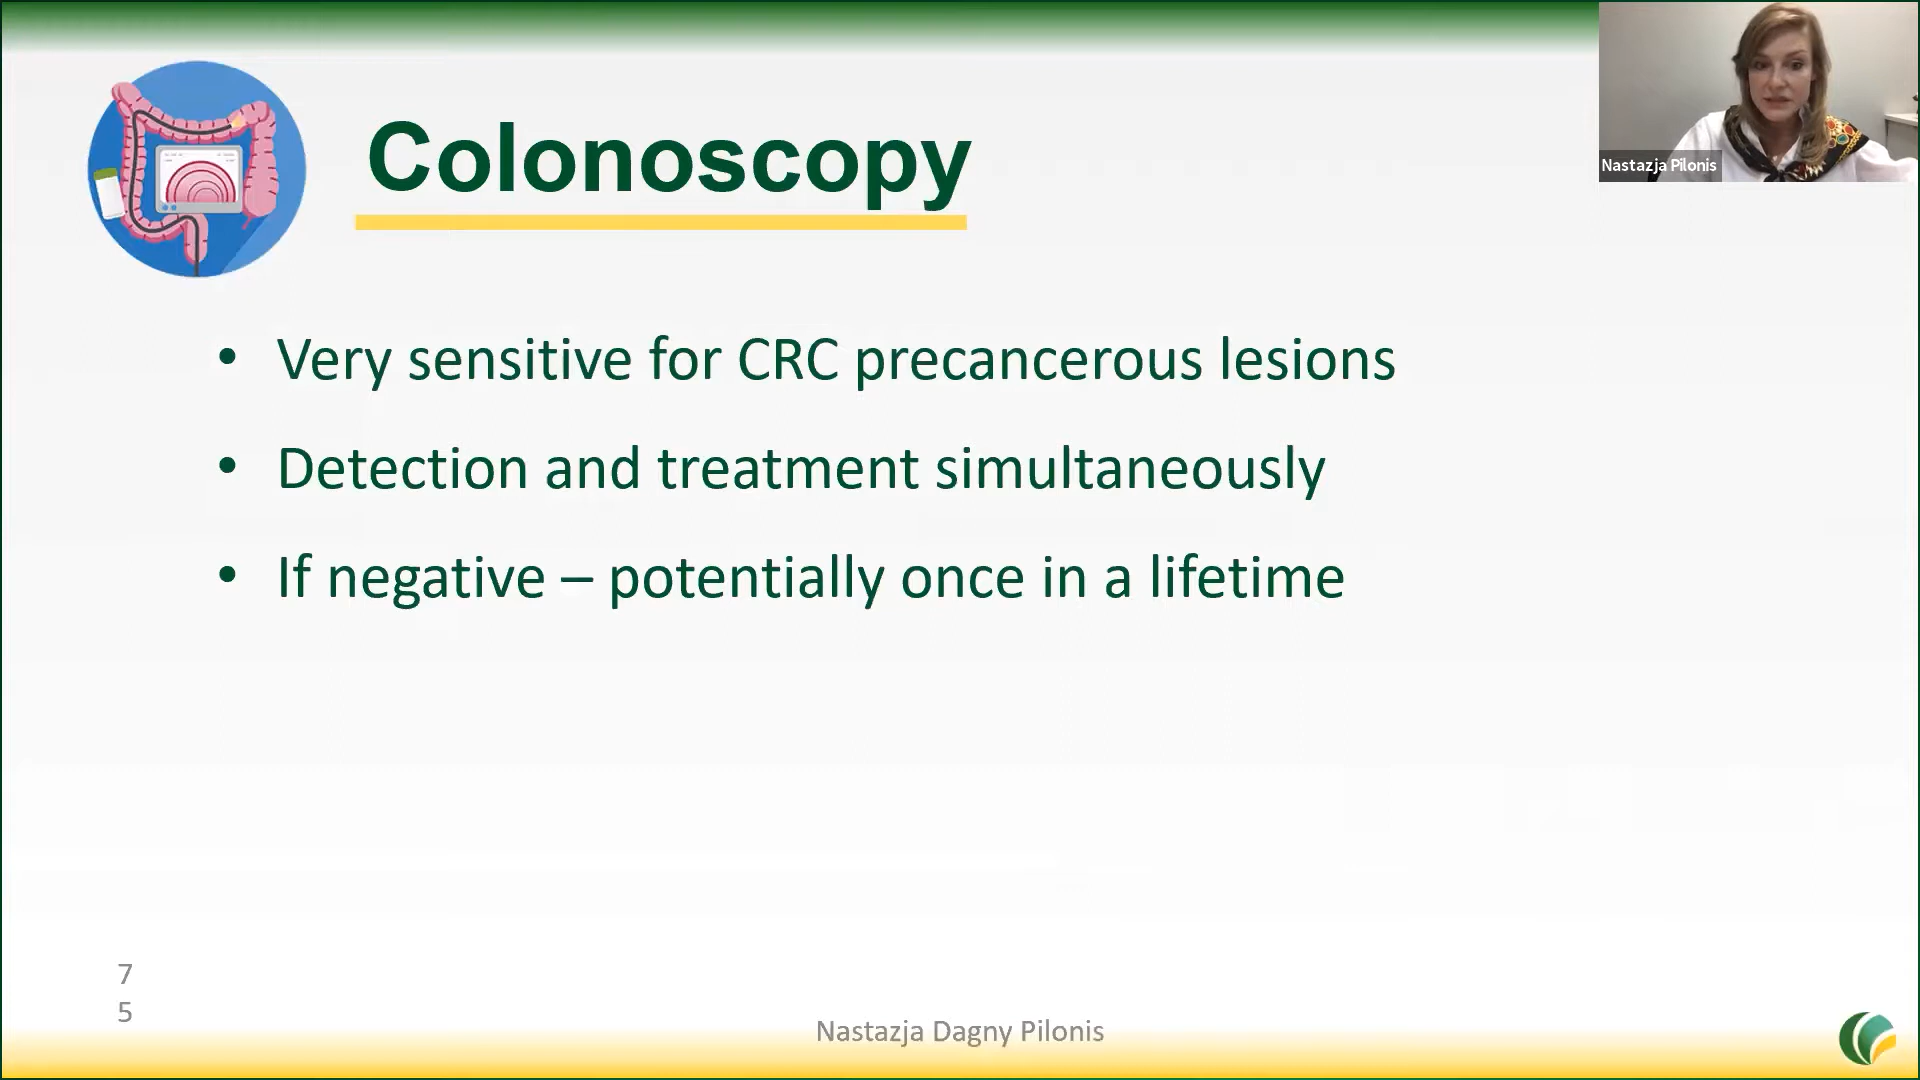 Colonoscopy
Nastazja Pilonis
• Very sensitive for CRC precancerous lesions
• Detection and treatment simultaneously
• If negative – potentially once in a lifetime
7
5
Nastazja Dagny Pilonis